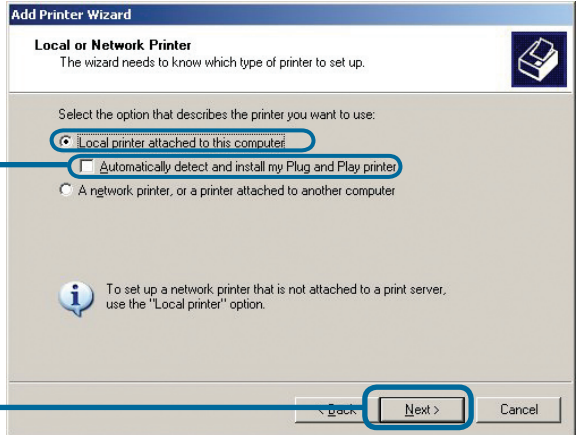 Add Printer Wizard
Local or Network Printer
The wizard needs to know which type of printer to set up.
Select the option that describes the printer you want to use:
Local printer attached to this computer
Automatically detect and install my Plug and Play printer
A network printer, or a printer attached to another computer
To set up a network printer that is not attached to a print server,
use the "Local printer" option.
< Back Next > Cancel